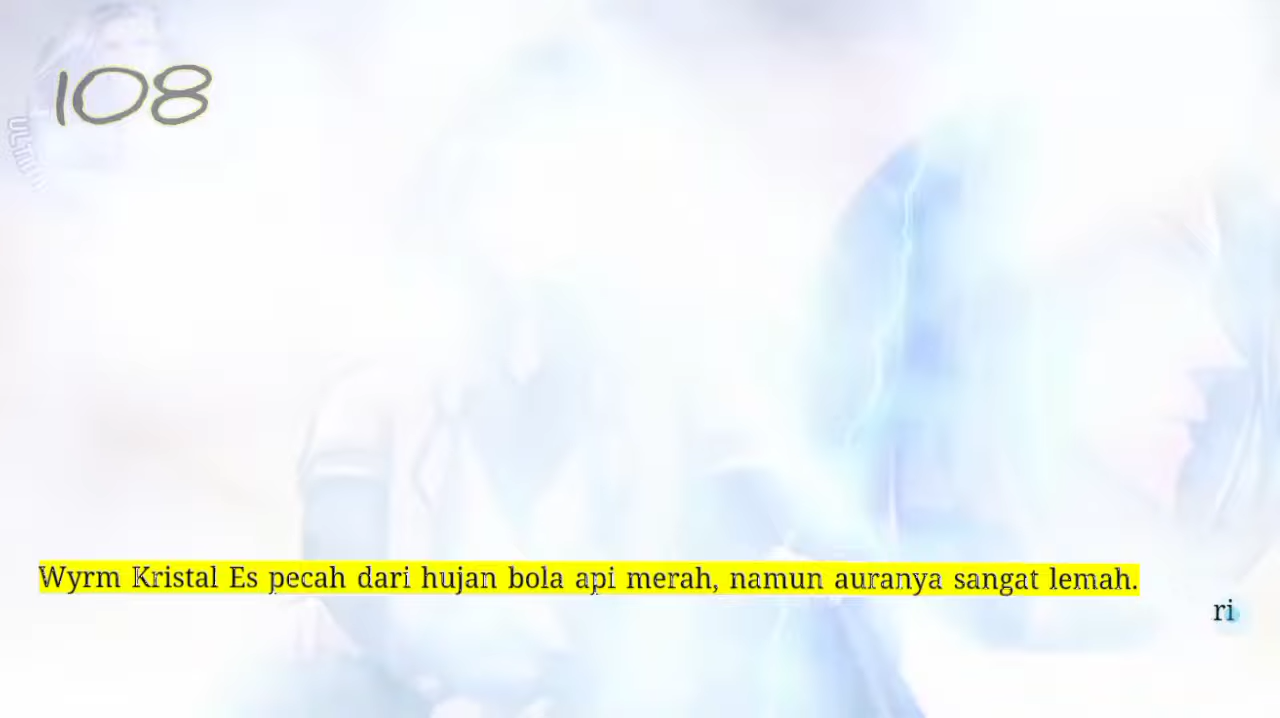 108
Wyrm Kristal Es pecah dari hujan bola api merah, namun auranya sangat lemah.
ri